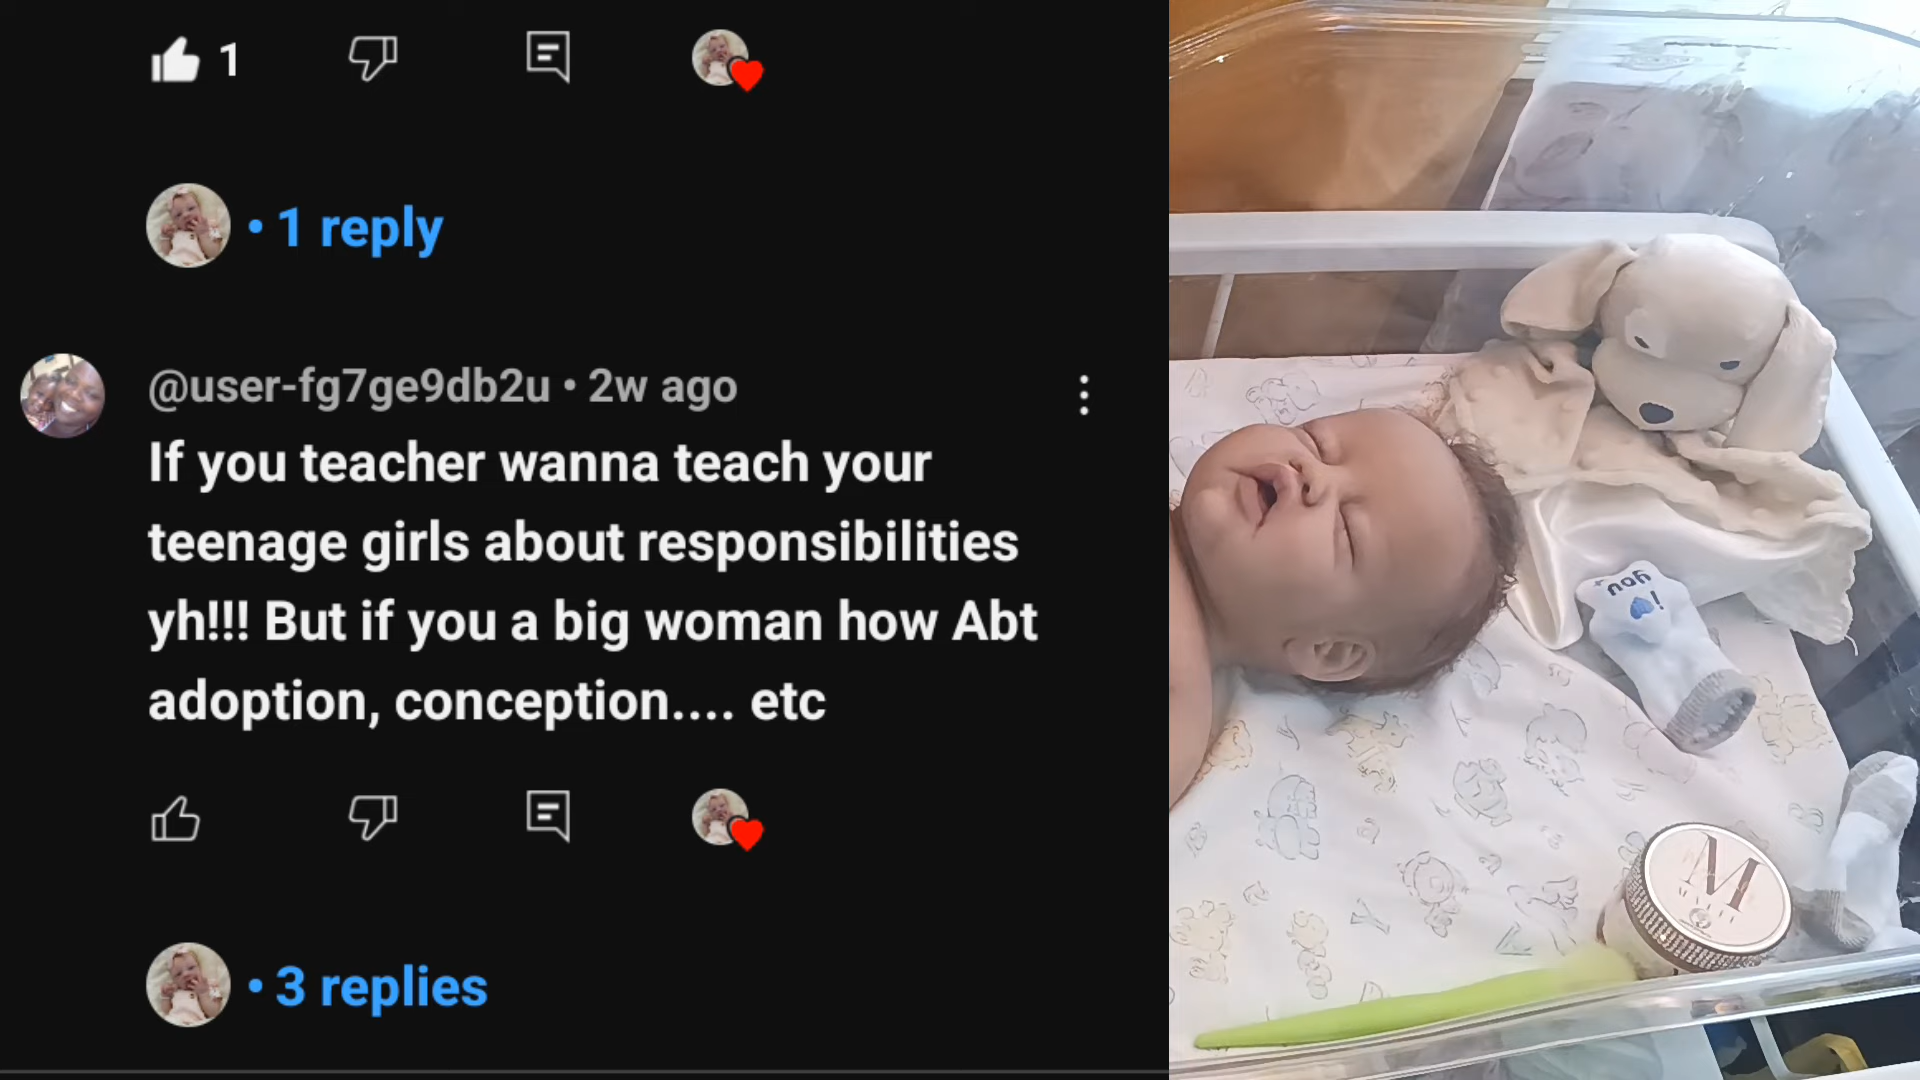 1
• 1 reply
@user-fg7ge9db2u • 2w ago
If you teacher wanna teach your
teenage girls about responsibilities
yh!!! But if you a big woman how Abt
adoption, conception.... etc
• 3 replies
i
you
M